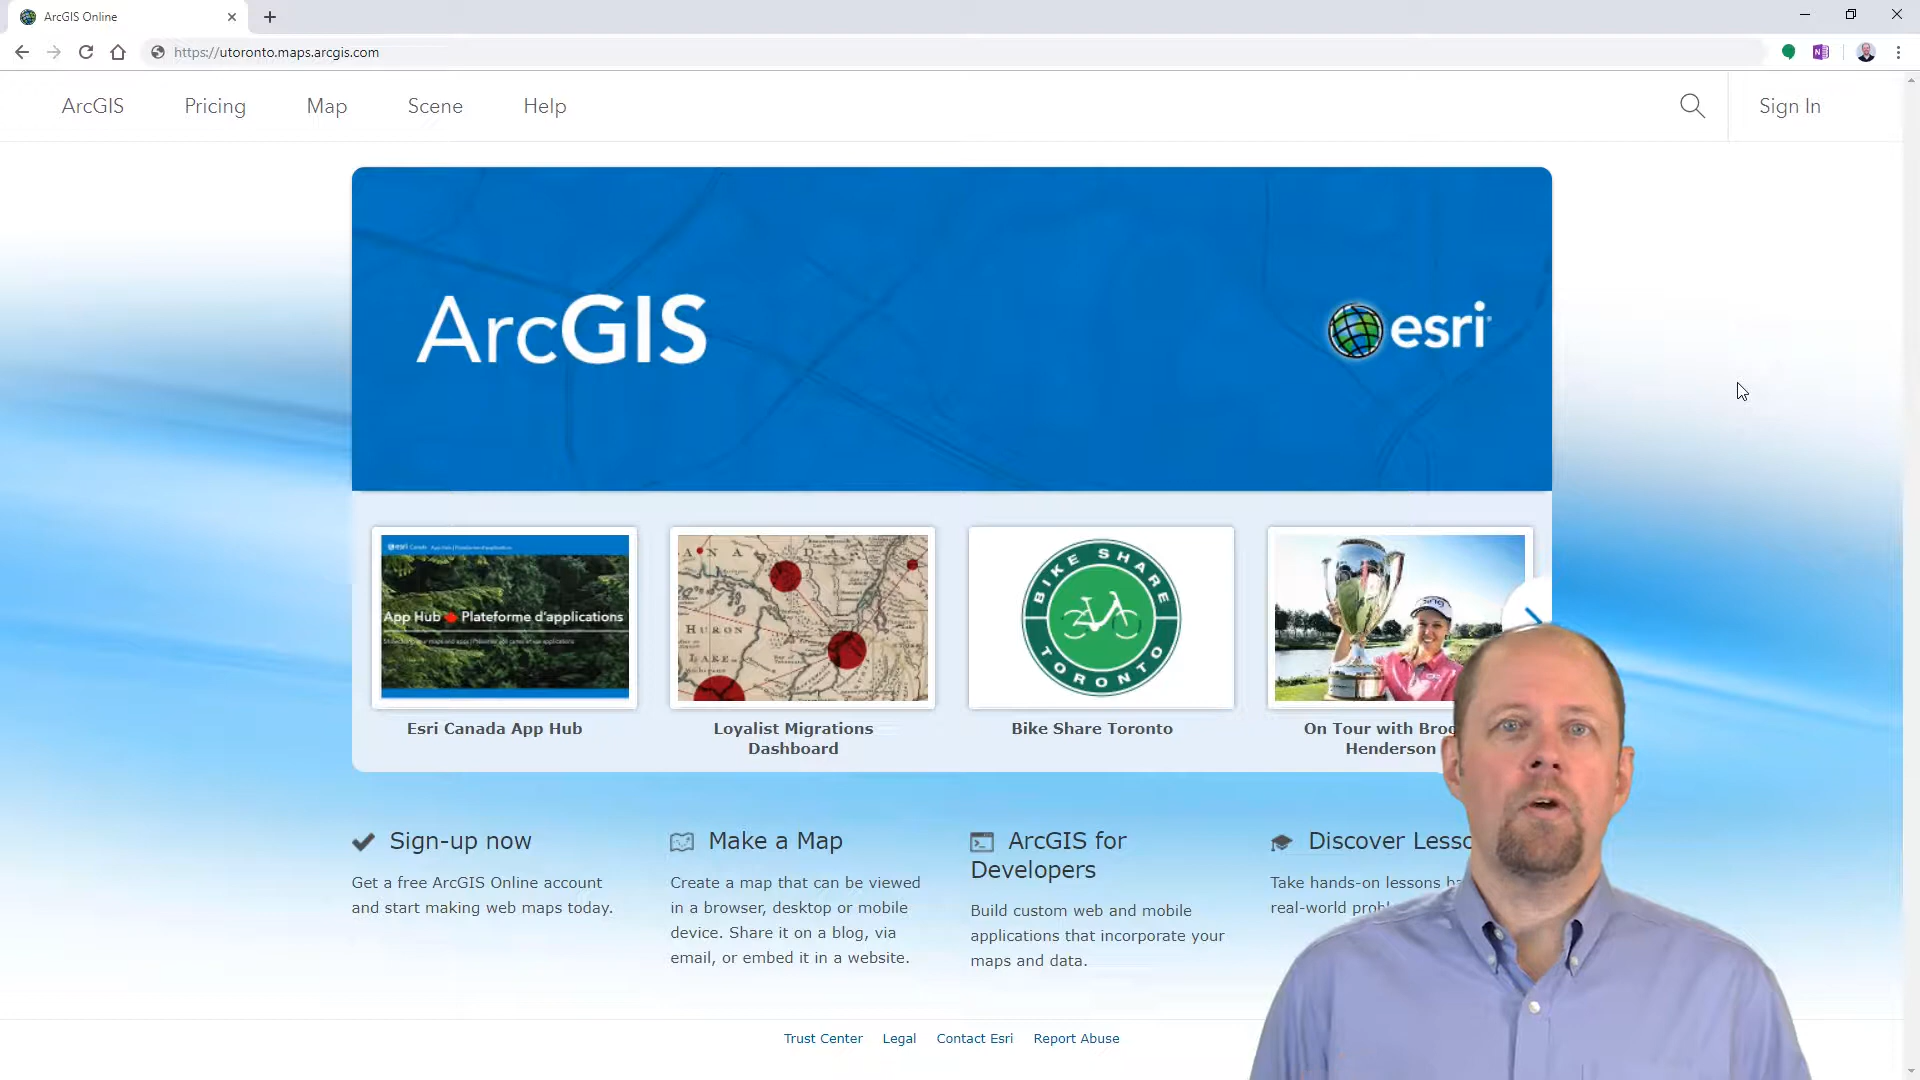 ArcGIS Online
https://utoronto.maps.arcgis.com
ArcGIS
Pricing
Map
Scene
Help
Sign In
ArcGIS
esri
App Hub Plateforme d'applications
ANADA
HURON
LAKE
BIKE SHARE
TORONTO
PING
Esri Canada App Hub
Loyalist Migrations
Dashboard
Bike Share Toronto
On Tour with
Henderson
Sign-up now
Get a free ArcGIS Online account
and start making web maps today.
Make a Map
Create a map that can be viewed
in a browser, desktop or mobile
device. Share it on a blog, via
email, or embed it in a website.
ArcGIS for
Developers
Build custom web and mobile
applications that incorporate your
maps and data.
Discover
Take hands-on lessons
real-world
Trust Center
Legal
Contact Esri
Report Abuse